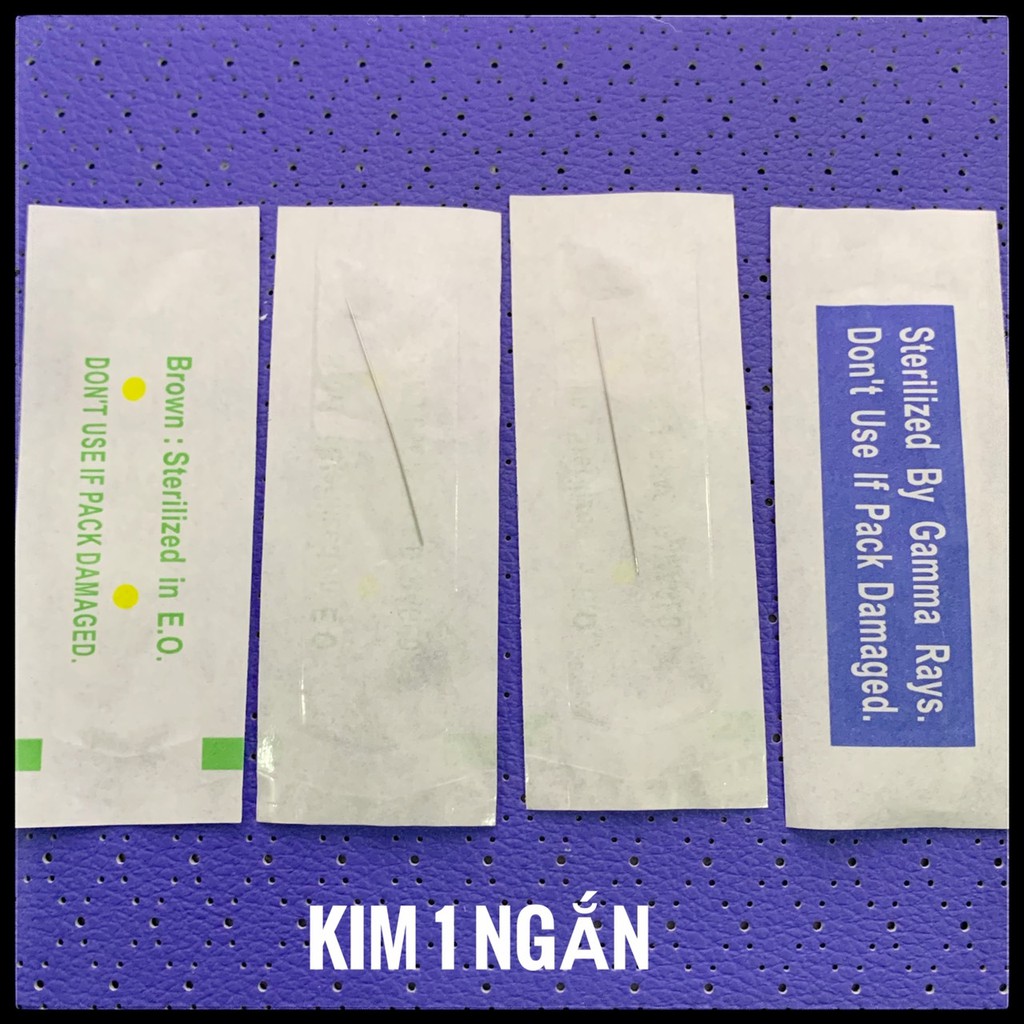 Brown : Sterilized in E.O.
DON'T USE IF PACK DAMAGED.
Sterilized By Gamma Rays.
Don't Use If Pack Damaged.
KIM 1 NGẮN